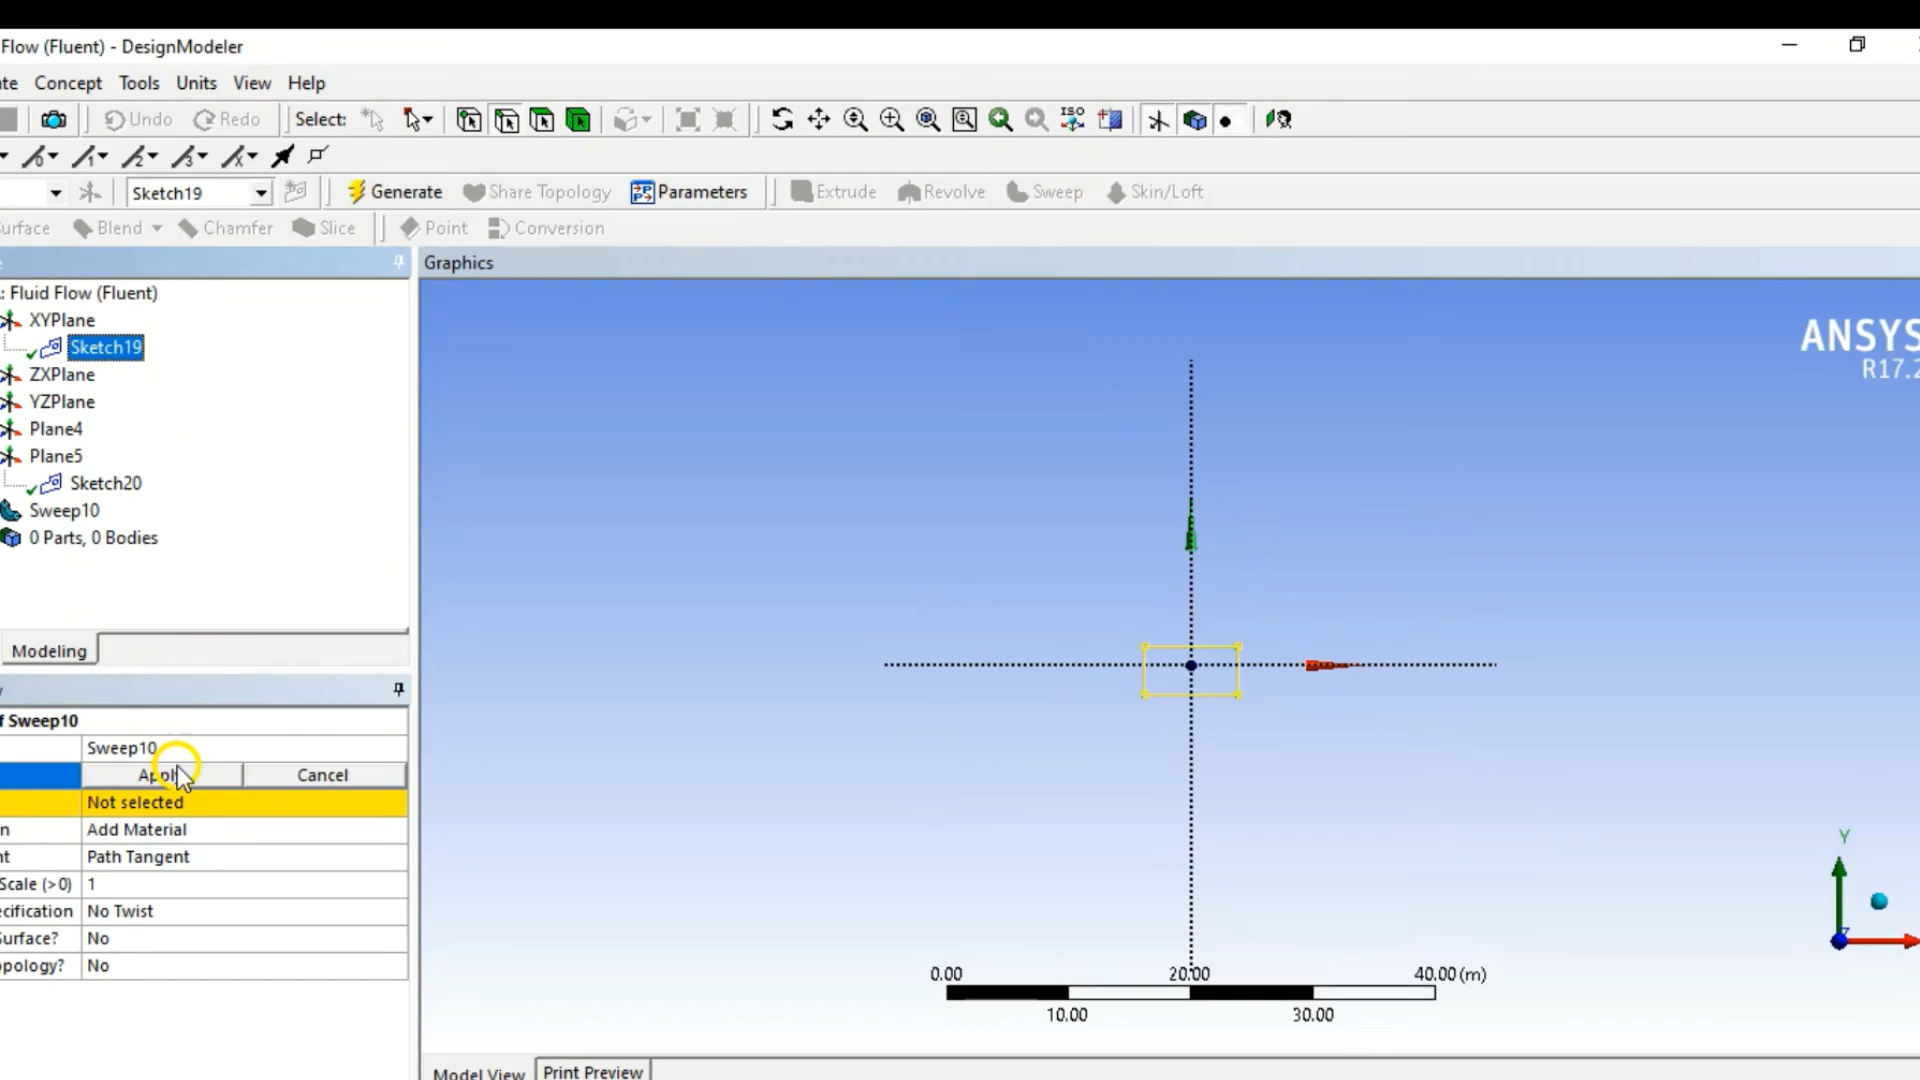 Flow (Fluent) - DesignModeler
te Concept Tools Units View Help
Undo Redo Select: ISO
Sketch19 Generate Share Topology Parameters Extrude Revolve Sweep Skin/Loft
urface Blend Chamfer Slice Point Conversion
Graphics
: Fluid Flow (Fluent)
XYPlane
Sketch19
ZXPlane
YZPlane
Plane4
Plane5
Sketch20
Sweep10
0 Parts, 0 Bodies
Modeling
f Sweep10
Sweep10
Apply Cancel
Not selected
n Add Material
nt Path Tangent
Scale (>0) 1
cification No Twist
Surface? No
pology? No
ANSYS
R17.2
Y
0.00 20.00 40.00 (m)
10.00 30.00
Model View Print Preview